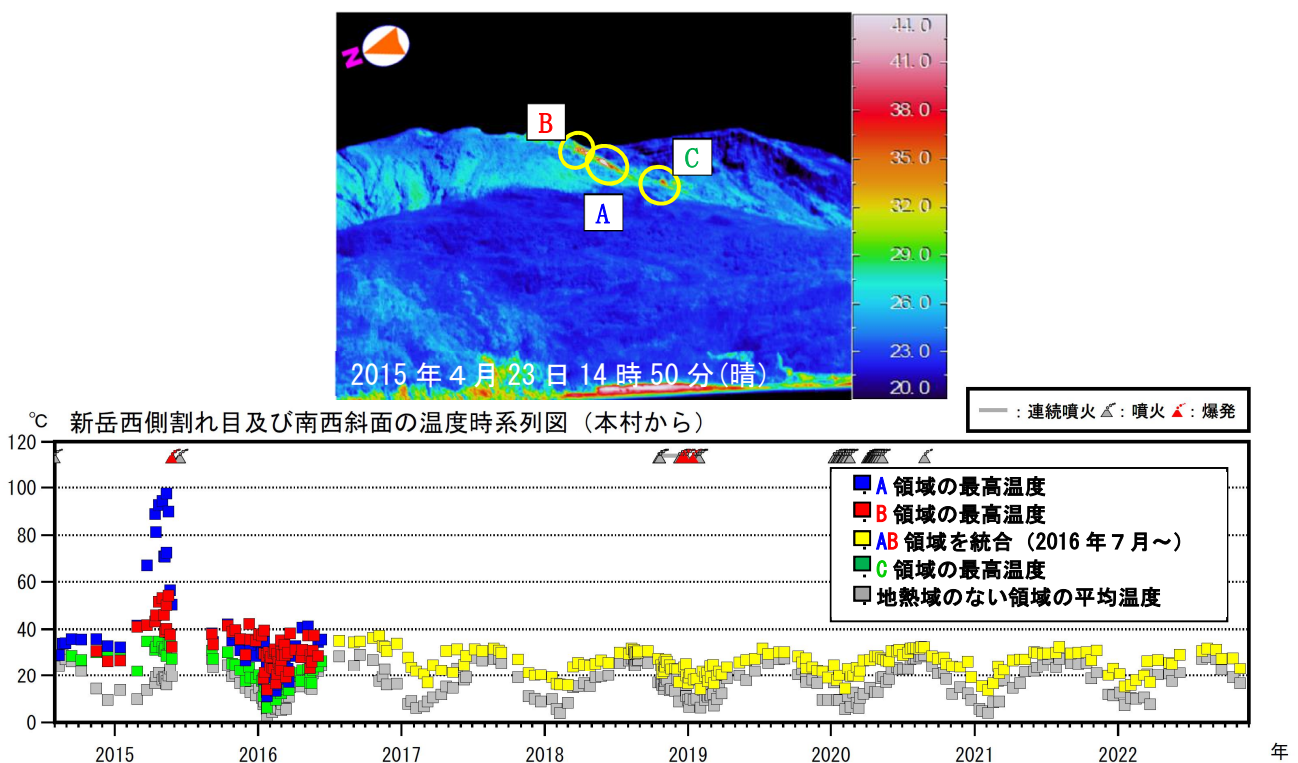 N
44.0
41.0
38.0
35.0
32.0
29.0
26.0
23.0
20.0
B
C
A
2015年4月23日14時50分(晴)
：連続噴火 ：噴火 ：爆発
℃ 新岳西側割れ目及び南西斜面の温度時系列図（本村から）
120
100
80
60
40
20
0
A領域の最高温度
B領域の最高温度
AB領域を統合（2016年7月～）
C領域の最高温度
地熱域のない領域の平均温度
2015 2016 2017 2018 2019 2020 2021 2022 年